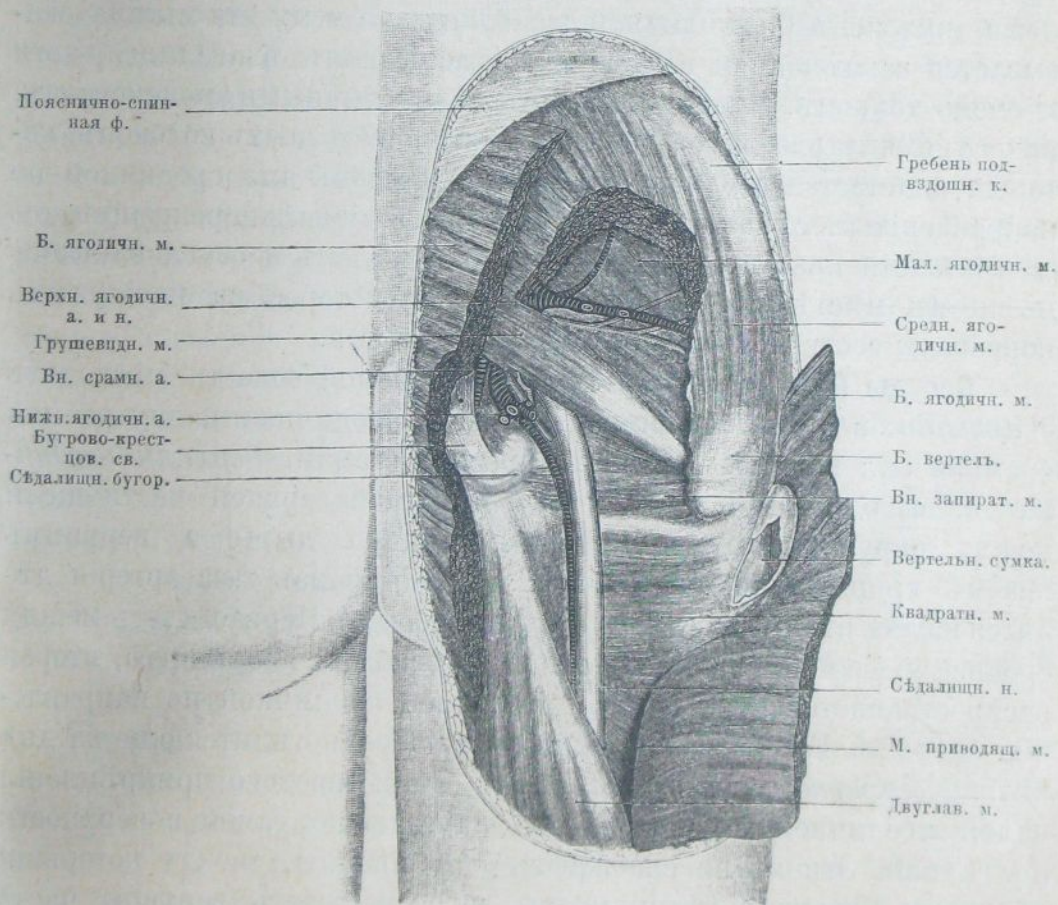 Пояснично-спин-
ная ф.
Б. ягодичн. м.
Верхн. ягодичн.
а. и н.
Грушевидн. м.
Вн. срамн. а.
Нижн. ягодичн. а.
Бугрово-крест-
цов. св.
Сѣдалищн. бугор.
Гребень под-
вздошн. к.
Мал. ягодичн. м.
Средн. яго-
дичн. м.
Б. ягодичн. м.
Б. вертелъ.
Вн. запират. м.
Вертельн. сумка.
Квадратн. м.
Сѣдалищн. н.
М. приводящ. м.
Двуглав. м.